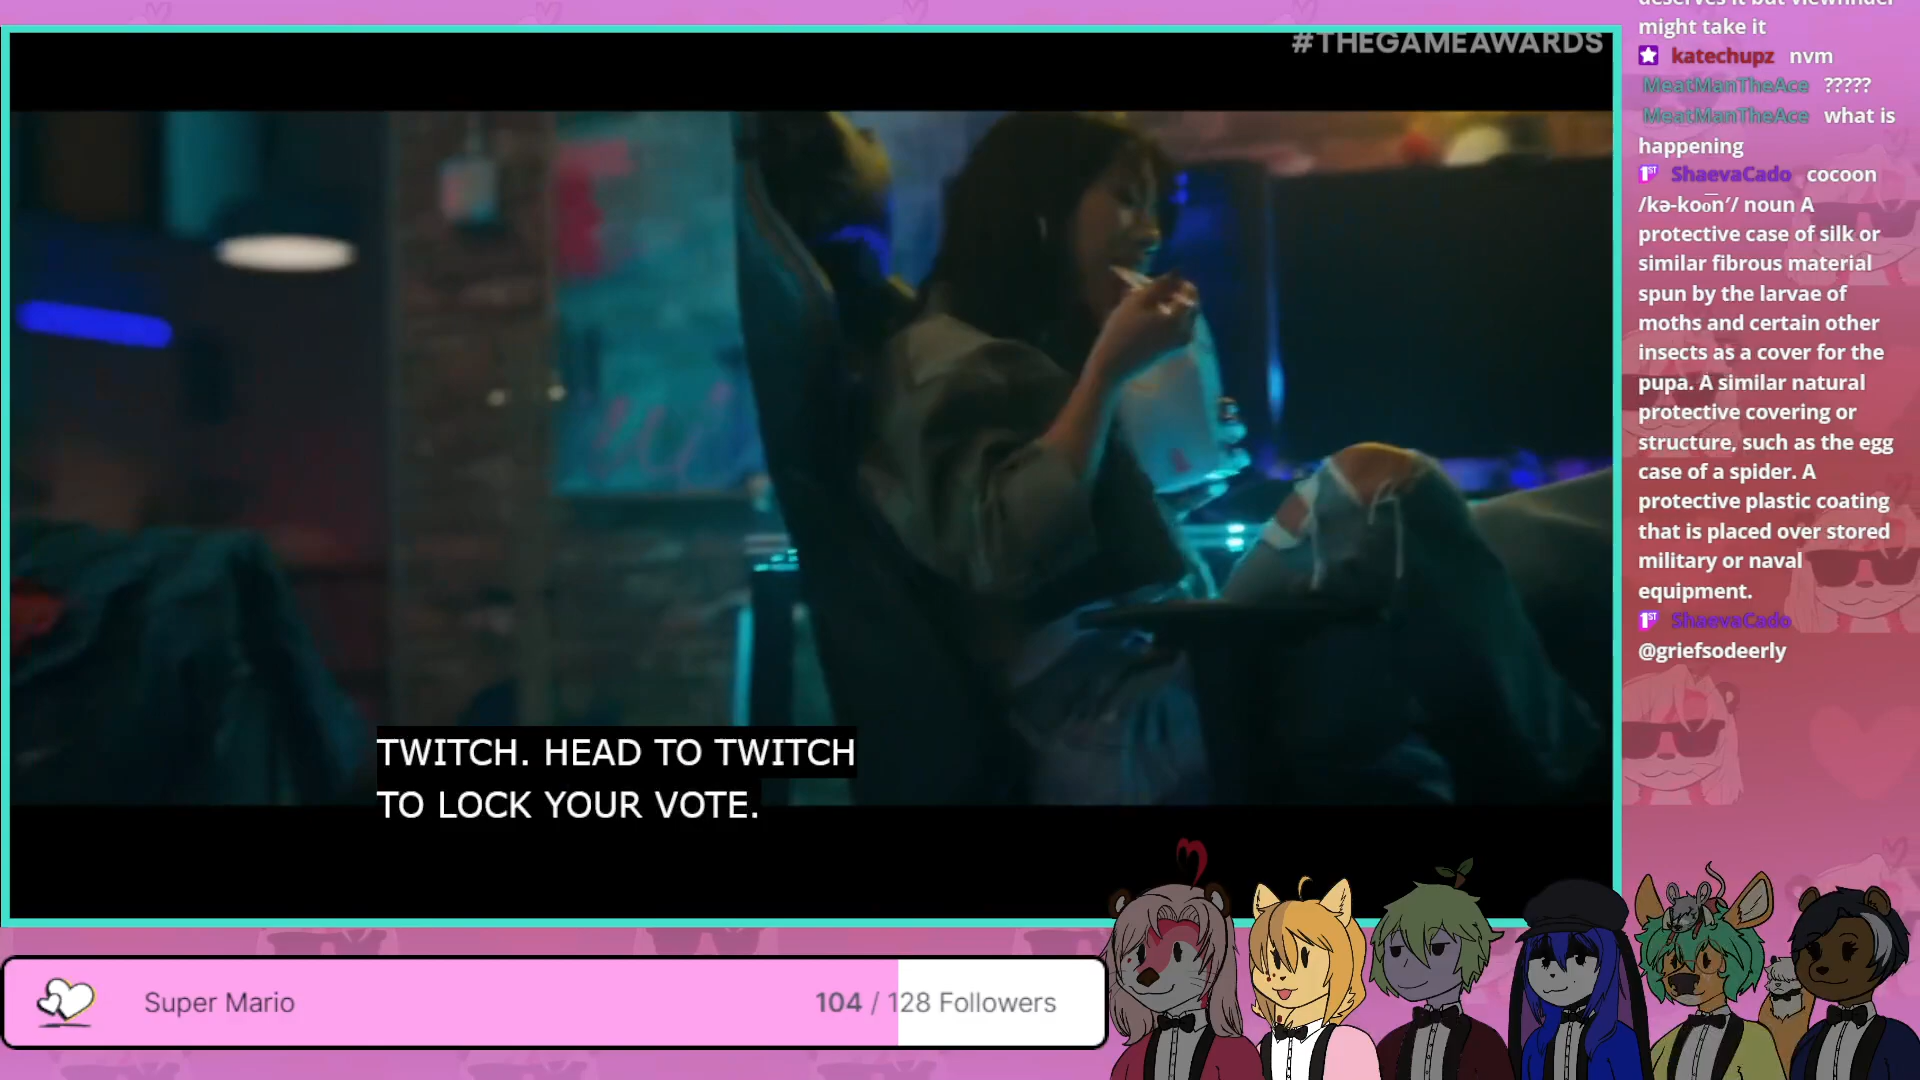 #THEGAMEAWARDS
might take it
katechupz nvm
MeatManTheAce ?????
MeatManTheAce what is
happening
1ST ShaevaCado cocoon
/kə-koo͞n′/ noun A
protective case of silk or
similar fibrous material
spun by the larvae of
moths and certain other
insects as a cover for the
pupa. A similar natural
protective covering or
structure, such as the egg
case of a spider. A
protective plastic coating
that is placed over stored
military or naval
equipment.
1ST ShaevaCado
@griefsodeerly
TWITCH. HEAD TO TWITCH
TO LOCK YOUR VOTE.
Super Mario
104 / 128 Followers